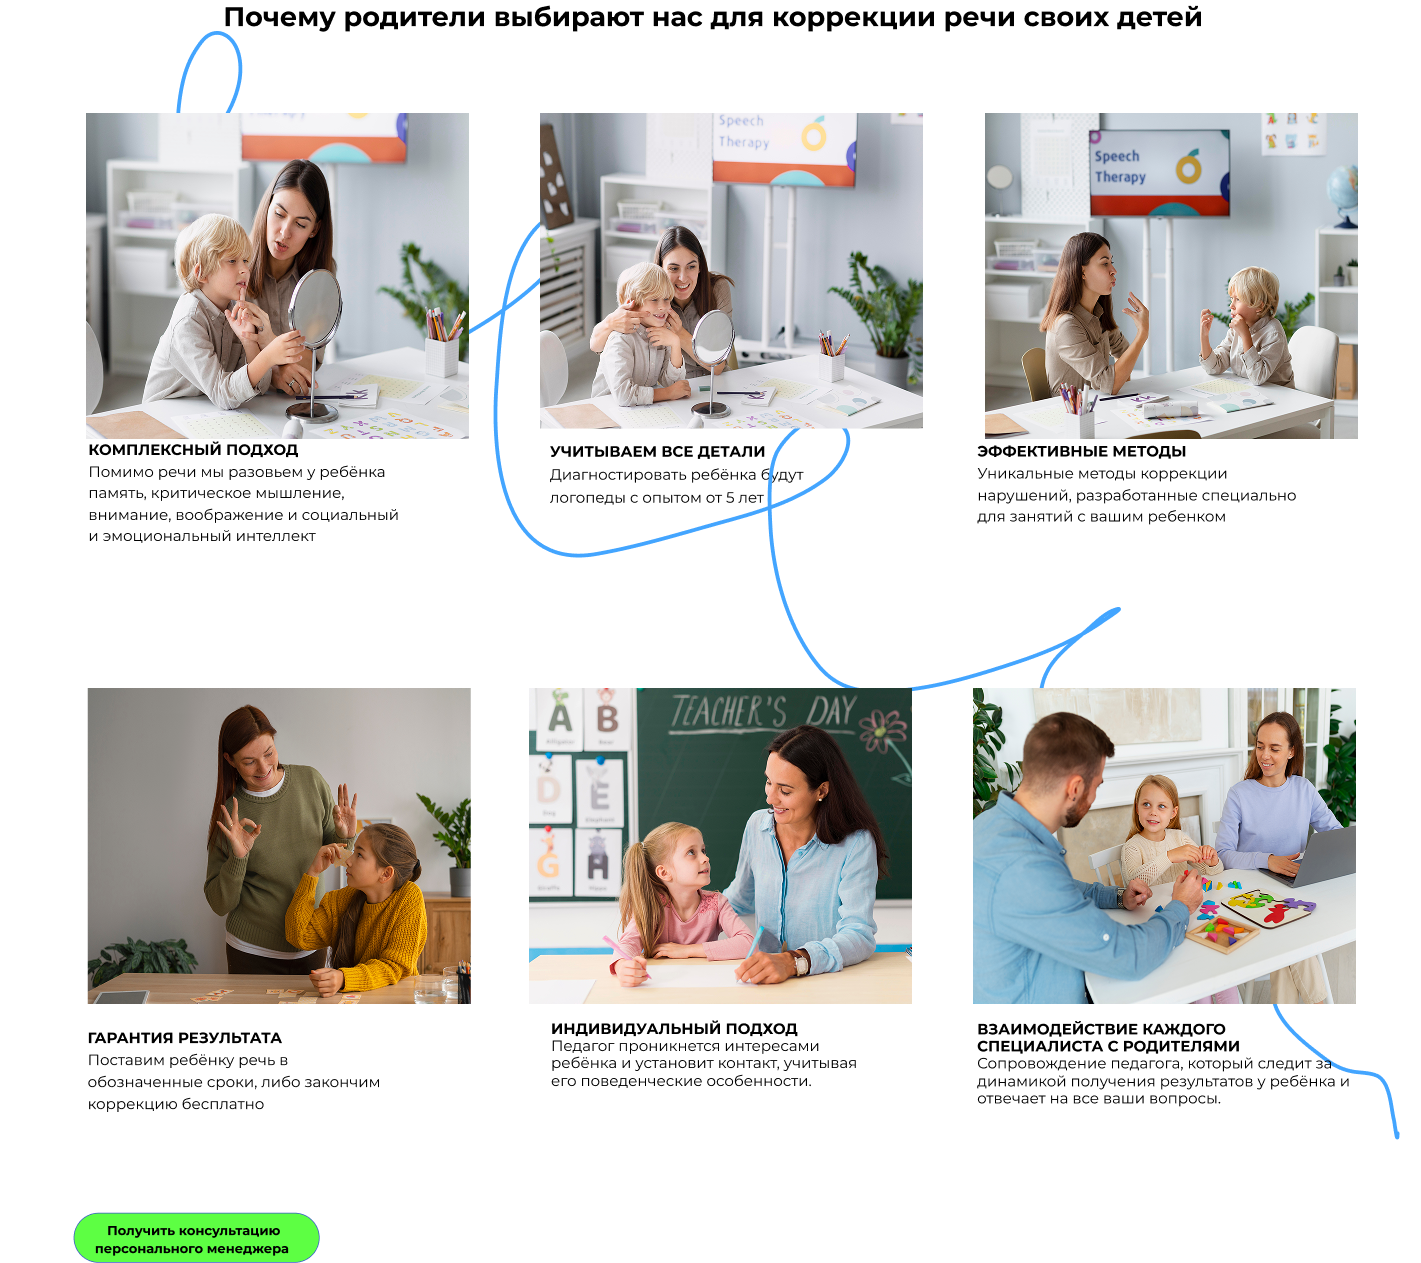 Почему родители выбирают нас для коррекции речи своих детей
Speech
Therapy
Speech
Therapy
КОМПЛЕКСНЫЙ ПОДХОД
Помимо речи мы разовьем у ребёнка
память, критическое мышление,
внимание, воображение и социальный
и эмоциональный интеллект
УЧИТЫВАЕМ ВСЕ ДЕТАЛИ
Диагностировать ребёнка будут
логопеды с опытом от 5 лет
ЭФФЕКТИВНЫЕ МЕТОДЫ
Уникальные методы коррекции
нарушений, разработанные специально
для занятий с вашим ребенком
A B
TEACHER'S DAY
D E
G H
ГАРАНТИЯ РЕЗУЛЬТАТА
Поставим ребёнку речь в
обозначенные сроки, либо закончим
коррекцию бесплатно
ИНДИВИДУАЛЬНЫЙ ПОДХОД
Педагог проникнется интересами
ребёнка и установит контакт, учитывая
его поведенческие особенности.
ВЗАИМОДЕЙСТВИЕ КАЖДОГО
СПЕЦИАЛИСТА С РОДИТЕЛЯМИ
Сопровождение педагога, который следит за
динамикой получения результатов у ребёнка и
отвечает на все ваши вопросы.
Получить консультацию
персонального менеджера